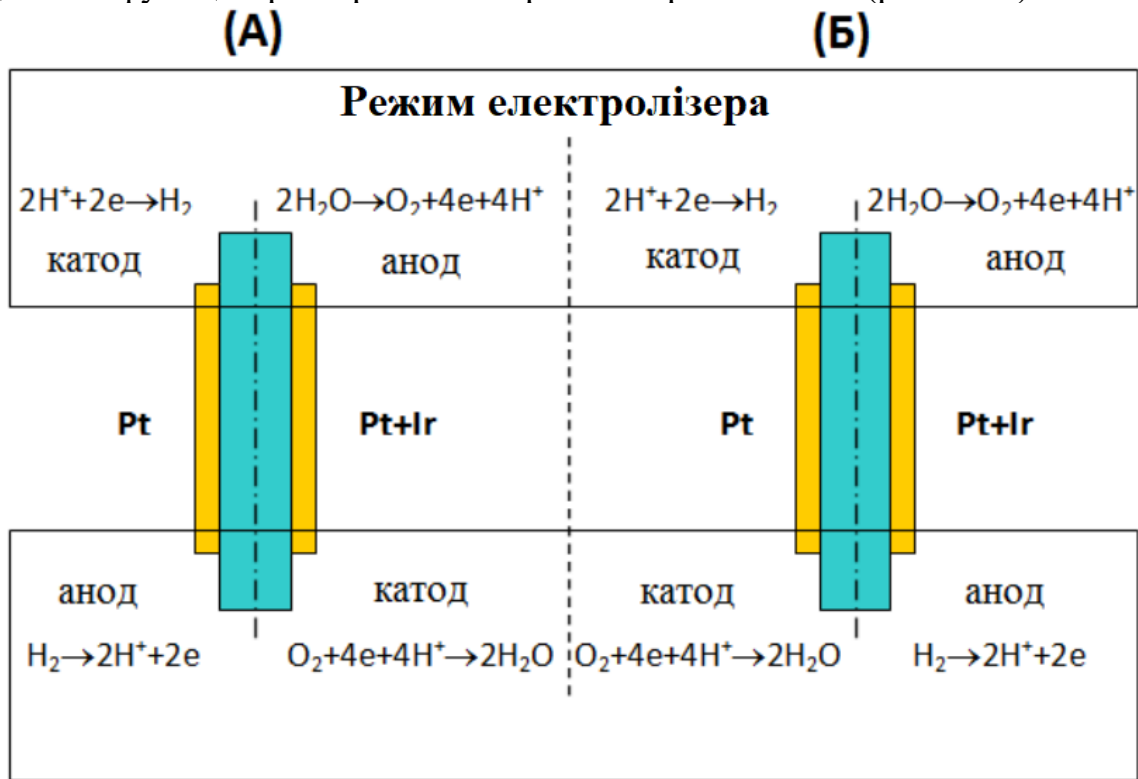 (А) (Б)
Режим електролізера
2H⁺+2e→H₂ 2H₂O→O₂+4e+4H⁺ 2H⁺+2e→H₂ 2H₂O→O₂+4e+4H⁺
катод анод катод анод
Pt Pt+Ir Pt Pt+Ir
анод катод катод анод
H₂→2H⁺+2e O₂+4e+4H⁺→2H₂O O₂+4e+4H⁺→2H₂O H₂→2H⁺+2e